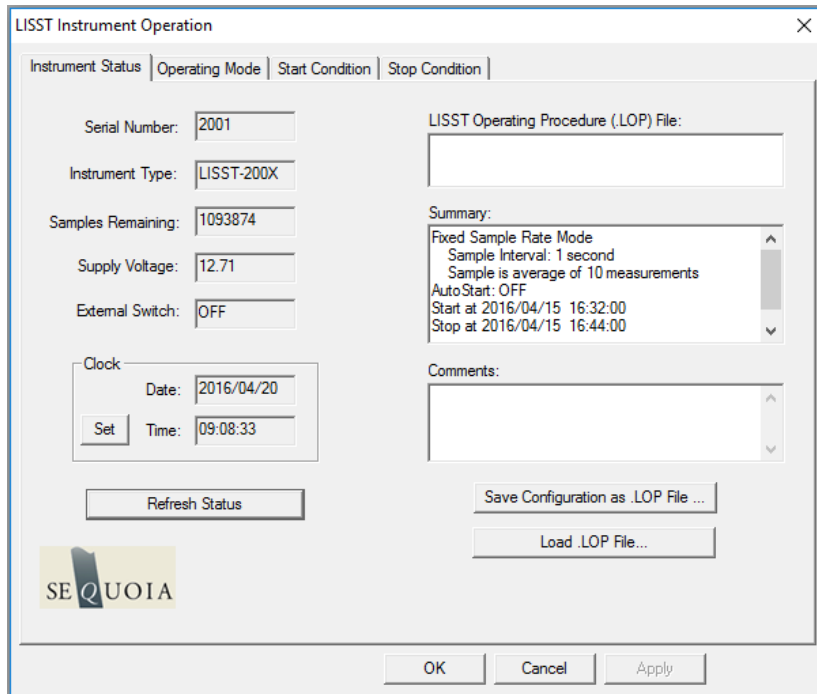 LISST Instrument Operation
Instrument Status Operating Mode Start Condition Stop Condition
Serial Number: 2001
Instrument Type: LISST-200X
Samples Remaining: 1093874
Supply Voltage: 12.71
External Switch: OFF
Clock
Date: 2016/04/20
Set Time: 09:08:33
Refresh Status
SEQUOIA
LISST Operating Procedure (.LOP) File:
Summary:
Fixed Sample Rate Mode
Sample Interval: 1 second
Sample is average of 10 measurements
AutoStart: OFF
Start at 2016/04/15 16:32:00
Stop at 2016/04/15 16:44:00
Comments:
Save Configuration as .LOP File ...
Load .LOP File...
OK Cancel Apply